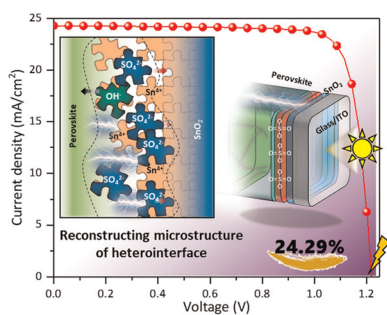 Current density (mA/cm²)
25
20
15
10
5
0
0.0 0.2 0.4 0.6 0.8 1.0 1.2
Voltage (V)
Perovskite
SO₄²⁻
OH⁻
Sn⁴⁺
SO₄²⁻
Sn⁴⁺
SO₄²⁻
Sn⁴⁺
SO₄²⁻
SO₄²⁻
SnO₂
Reconstructing microstructure
of heterointerface
Perovskite
SnO₂
Glass/ITO
24.29%